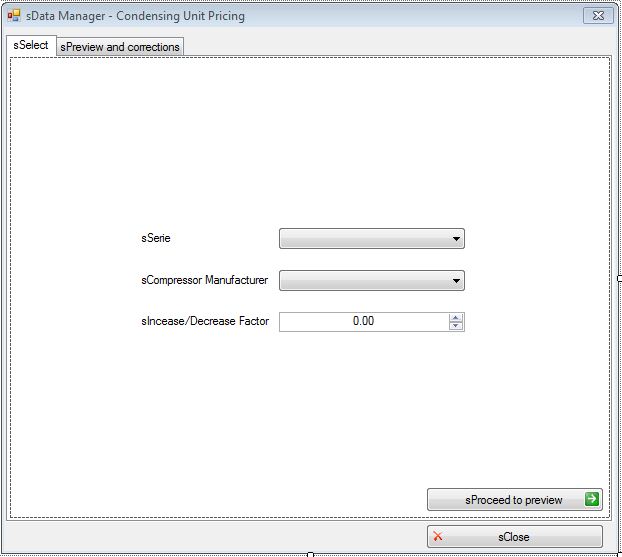 sData Manager - Condensing Unit Pricing
sSelect
sPreview and corrections
sSerie
sCompressor Manufacturer
sIncease/Decrease Factor
0.00
sProceed to preview
sClose